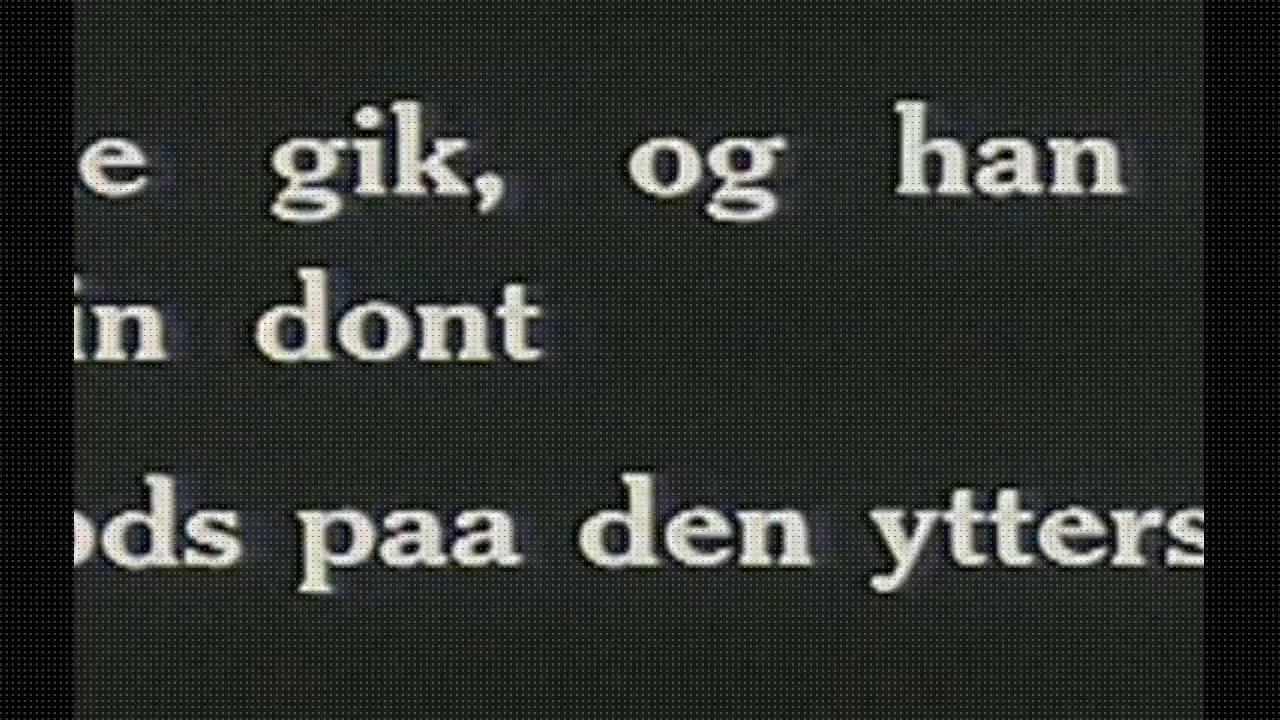 e gik, og han
in dont
ods paa den ytters